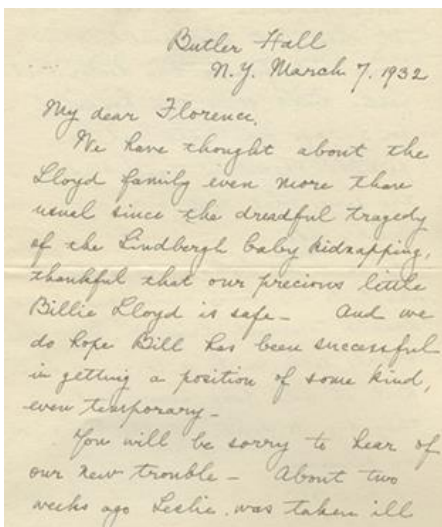 Butler Hall
N.Y. March 7, 1932
My dear Florence,
We have thought about the
Lloyd family even more than
usual since the dreadful tragedy
of the Lindbergh baby kidnapping,
thankful that our precious little
Billie Lloyd is safe - And we
do hope Bill has been successful
in getting a position of some kind,
even temporary -
You will be sorry to hear of
our new trouble - About two
weeks ago Leslie was taken ill